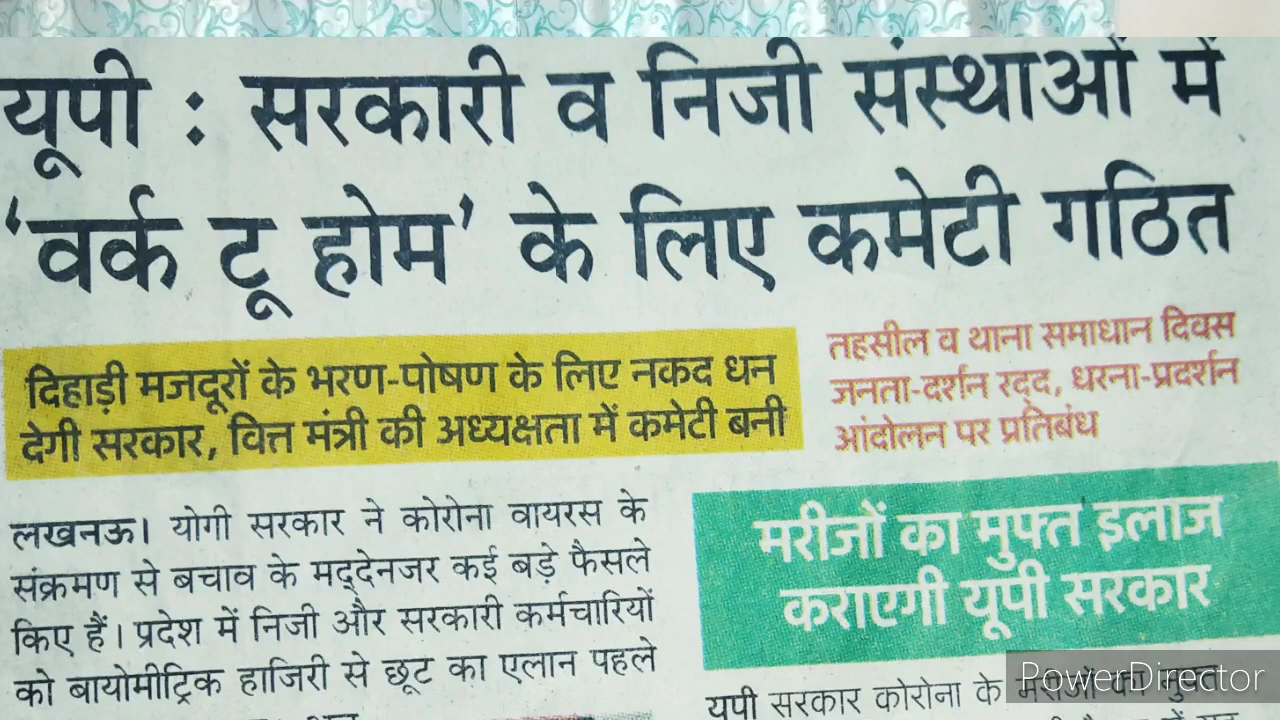 यूपी : सरकारी व निजी संस्थाओं में
‘वर्क टू होम’ के लिए कमेटी गठित
दिहाड़ी मजदूरों के भरण-पोषण के लिए नकद धन
देगी सरकार, वित्त मंत्री की अध्यक्षता में कमेटी बनी
तहसील व थाना समाधान दिवस
जनता-दर्शन रद्द, धरना-प्रदर्शन
आंदोलन पर प्रतिबंध
लखनऊ। योगी सरकार ने कोरोना वायरस के
संक्रमण से बचाव के मद्देनजर कई बड़े फैसले
किए हैं। प्रदेश में निजी और सरकारी कर्मचारियों
को बायोमीट्रिक हाजिरी से छूट का एलान पहले
मरीजों का मुफ्त इलाज
कराएगी यूपी सरकार
यूपी सरकार कोरोना के मरीजों का मुफ्त
PowerDirector